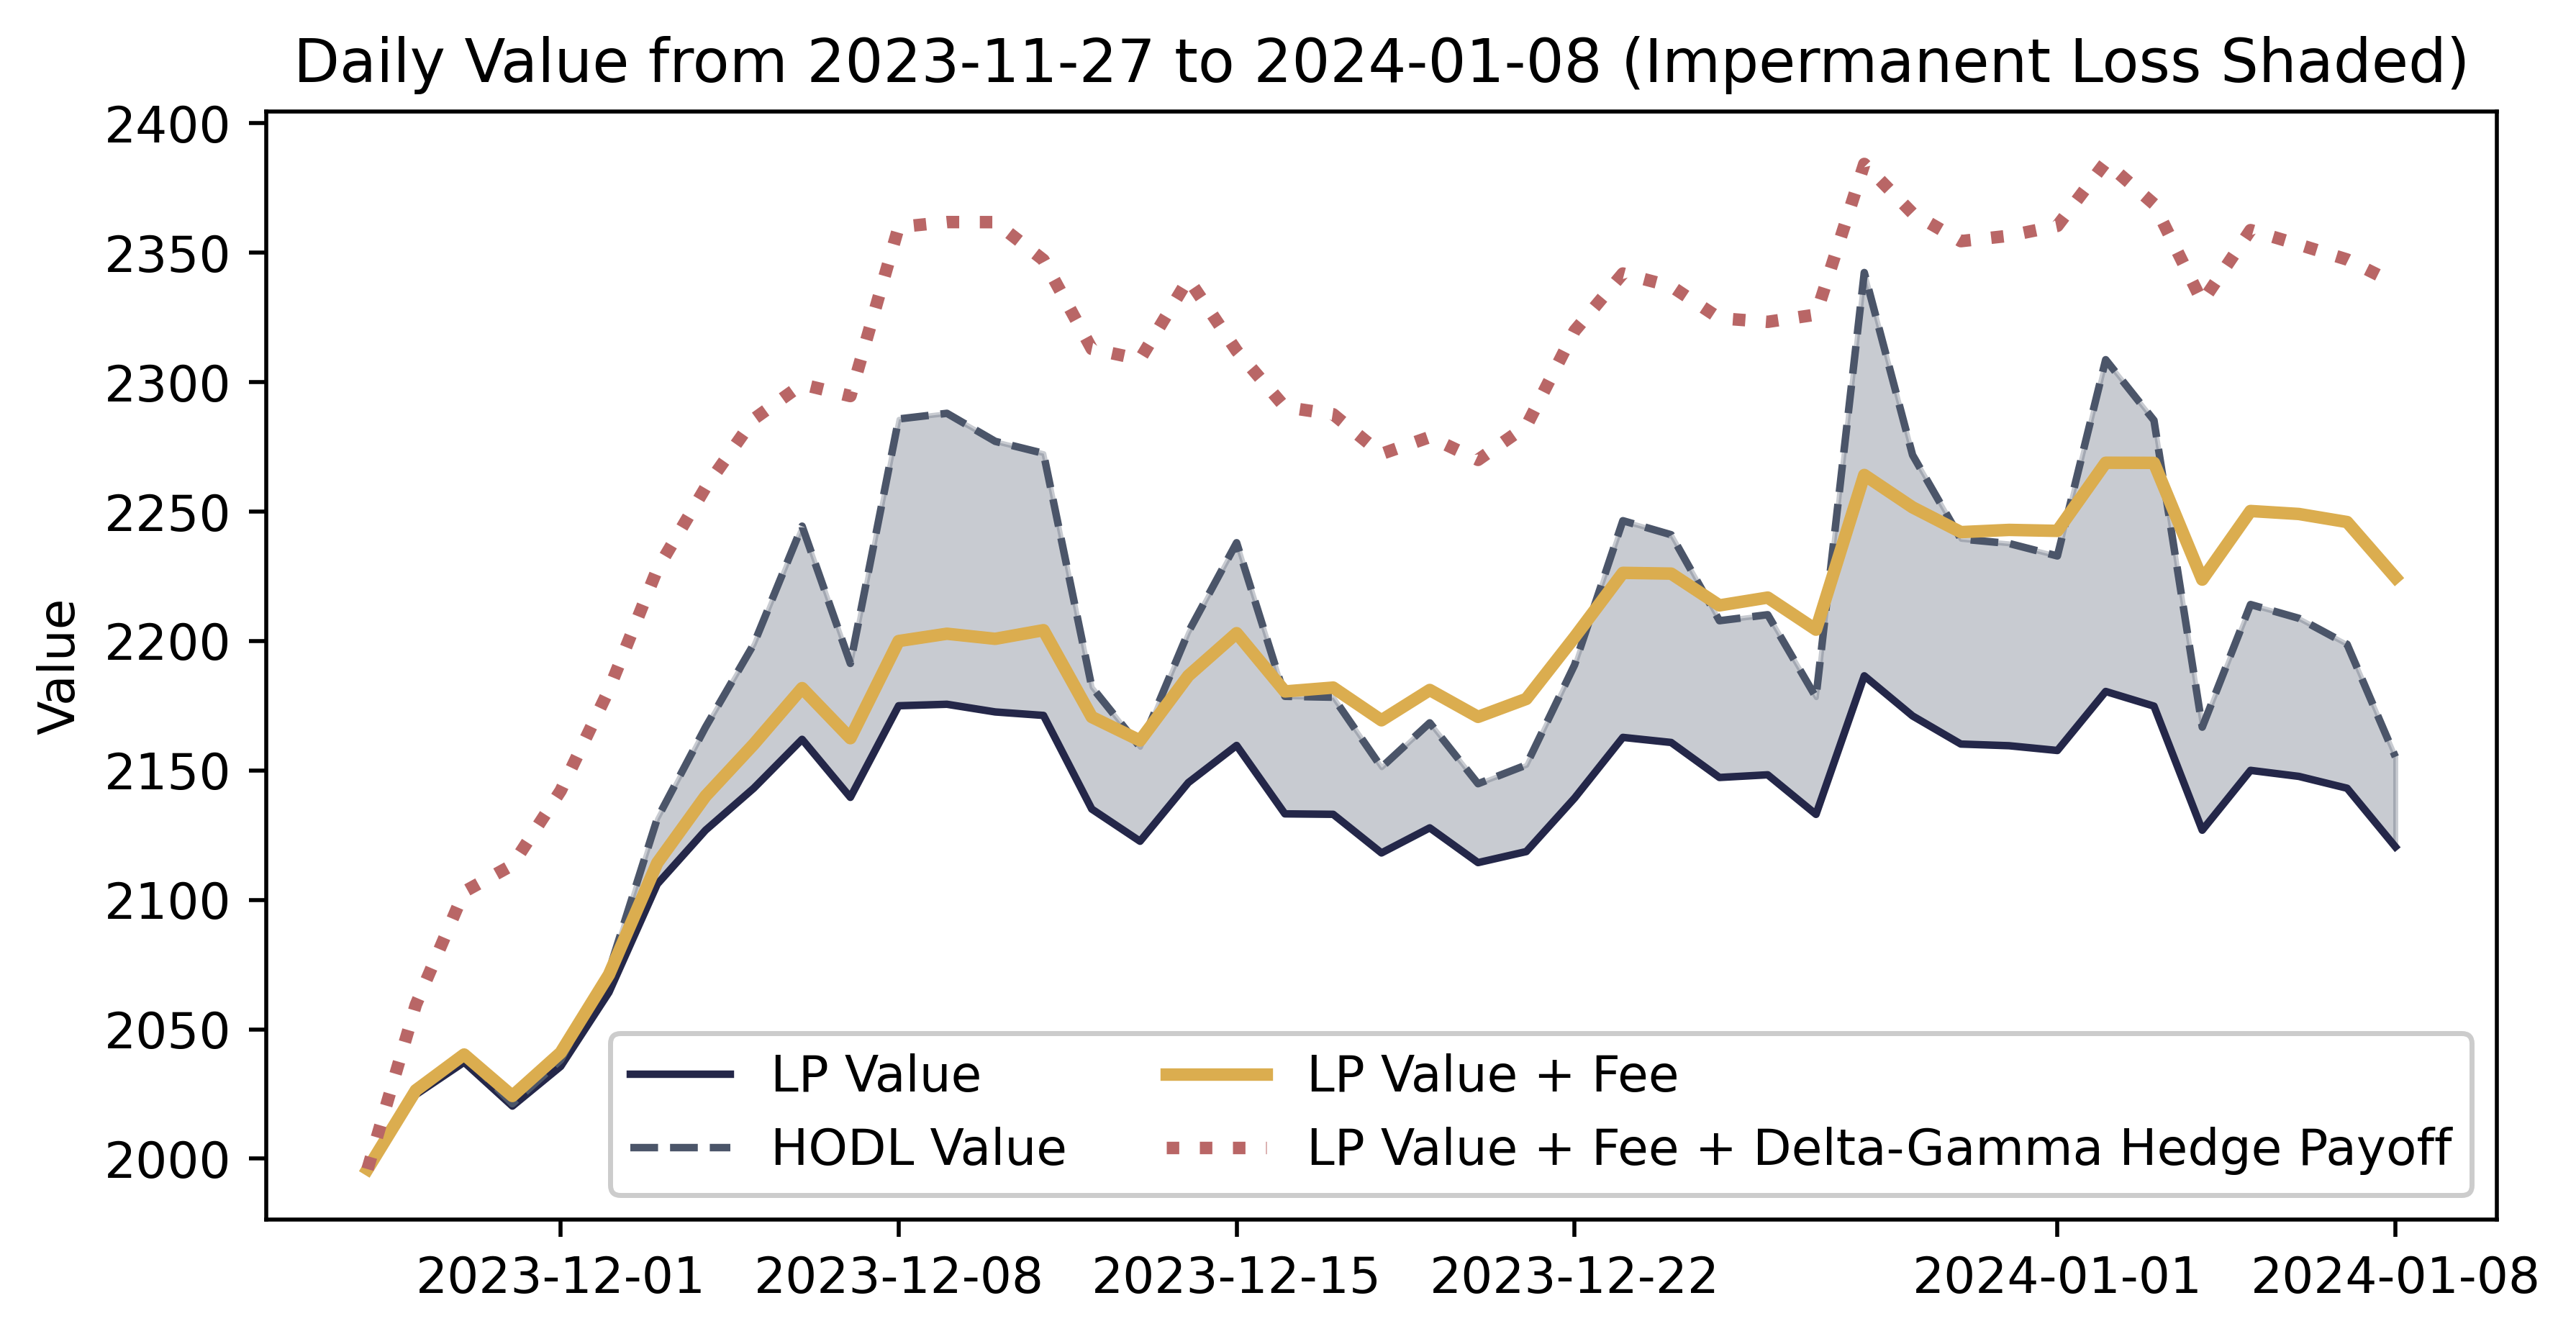 Daily Value from 2023-11-27 to 2024-01-08 (Impermanent Loss Shaded)
2400
2350
2300
2250
2200
2150
2100
2050
2000
Value
LP Value
HODL Value
LP Value + Fee
LP Value + Fee + Delta-Gamma Hedge Payoff
2023-12-01
2023-12-08
2023-12-15
2023-12-22
2024-01-01
2024-01-08